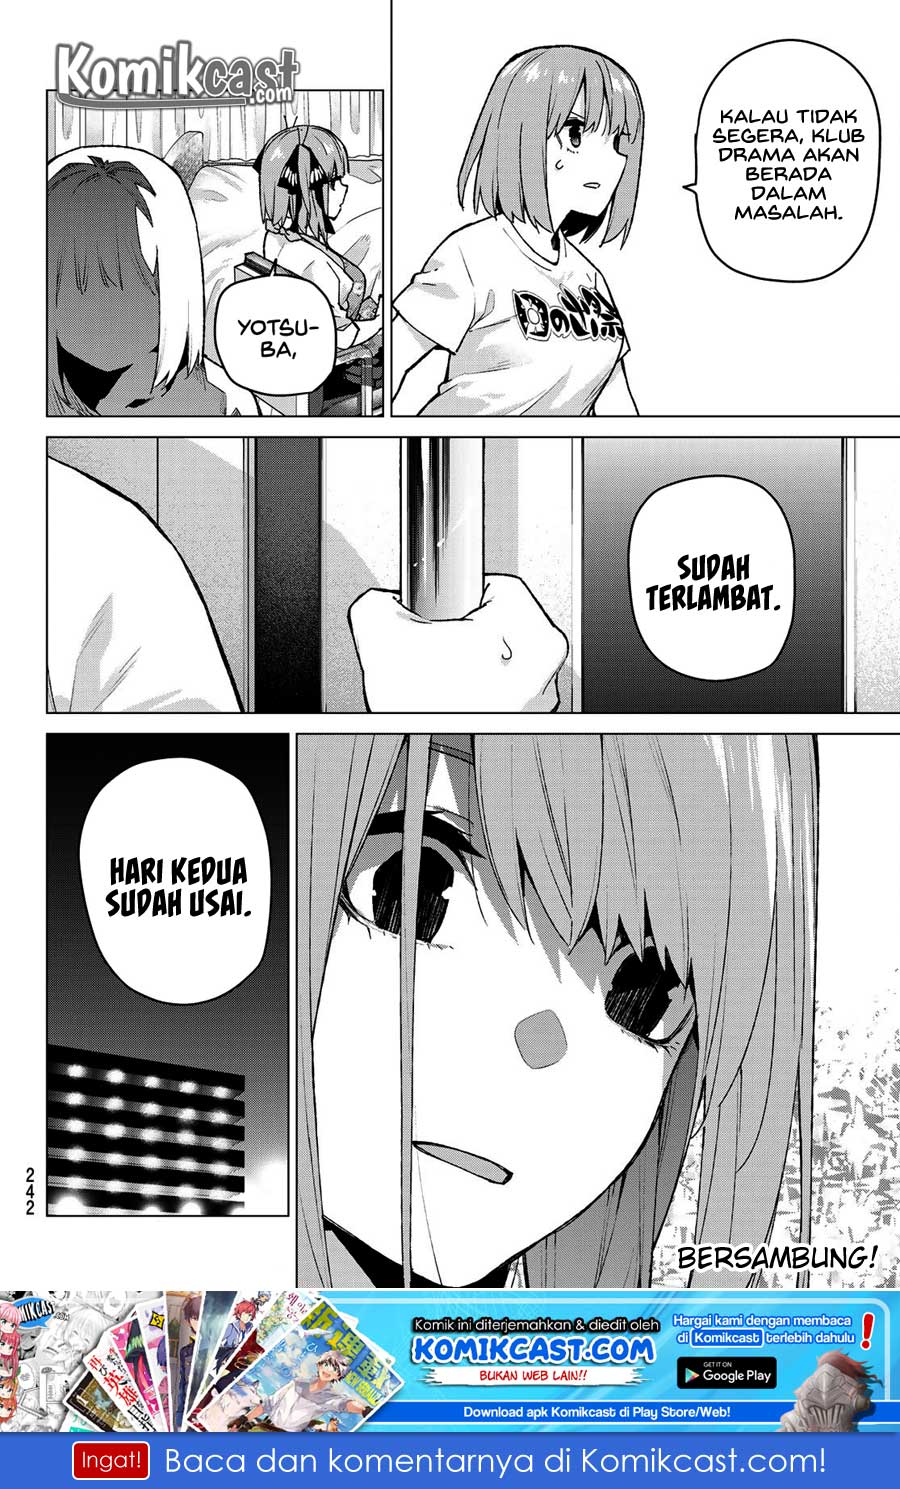 Komikcast
.com
KALAU TIDAK
SEGERA, KLUB
DRAMA AKAN
BERADA
DALAM
MASALAH.
YOTSU-
BA,
SUDAH
TERLAMBAT.
HARI KEDUA
SUDAH USAI.
242
BERSAMBUNG!
Komik ini diterjemahkan & diedit oleh
KOMIKCAST.COM
BUKAN WEB LAIN!!
Hargai kami dengan membaca
di Komikcast terlebih dahulu
!
GET IT ON
Google Play
Download apk Komikcast di Play Store/Web!
Ingat! Baca dan komentarnya di Komikcast.com!